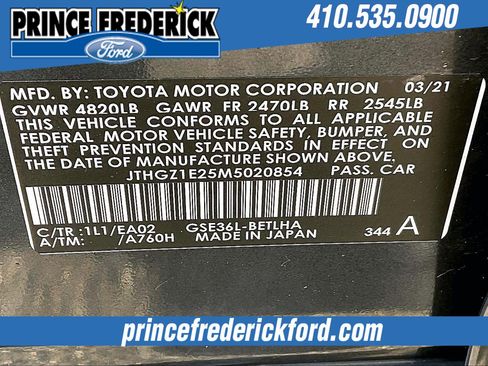 PRINCE FREDERICK
Ford
410.535.0900
MFD. BY: TOYOTA MOTOR CORPORATION 03/21
GVWR 4820LB GAWR FR 2470LB RR 2545LB
THIS VEHICLE CONFORMS TO ALL APPLICABLE
FEDERAL MOTOR VEHICLE SAFETY, BUMPER, AND
THEFT PREVENTION STANDARDS IN EFFECT ON
THE DATE OF MANUFACTURE SHOWN ABOVE.
JTHGZ1E25M5020854 PASS. CAR
C/TR: 1L1/EA02 GSE36L-BETLHA
A/TM: /A760H MADE IN JAPAN 344 A
princefrederickford.com